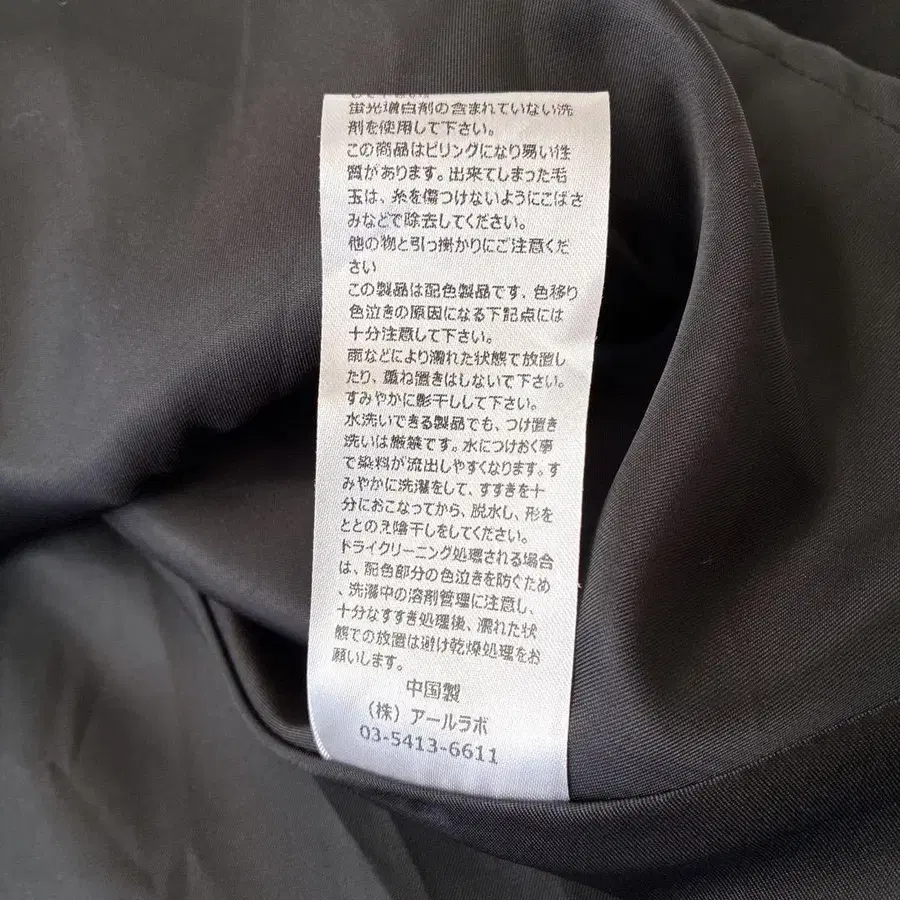 蛍光増白剤の含まれていない洗
剤を使用して下さい。
この商品はピリングになり易い性
質があります。出来てしまった毛
玉は、糸を傷つけないようにこばさ
みなどで除去してください。
他の物と引っ掛かりにご注意くだ
さい
この製品は配色製品です、色移り
色泣きの原因になる下記点には
十分注意して下さい。
雨などにより濡れた状態で放置し
たり、重ね置きはしないで下さい。
すみやかに影干しして下さい。
水洗いできる製品でも、つけ置き
洗いは厳禁です。水につけおく事
で染料が流出しやすくなります。す
みやかに洗濯をして、すすぎを十
分におこなってから、脱水し、形を
ととのえ陰干しをしてください。
ドライクリーニング処理される場合
は、配色部分の色泣きを防ぐため
、洗濯中の溶剤管理に注意し、
十分なすすぎ処理後、濡れた状
態での放置は避け乾燥処理をお
願いします。
中国製
(株) アールラボ
03-5413-6611